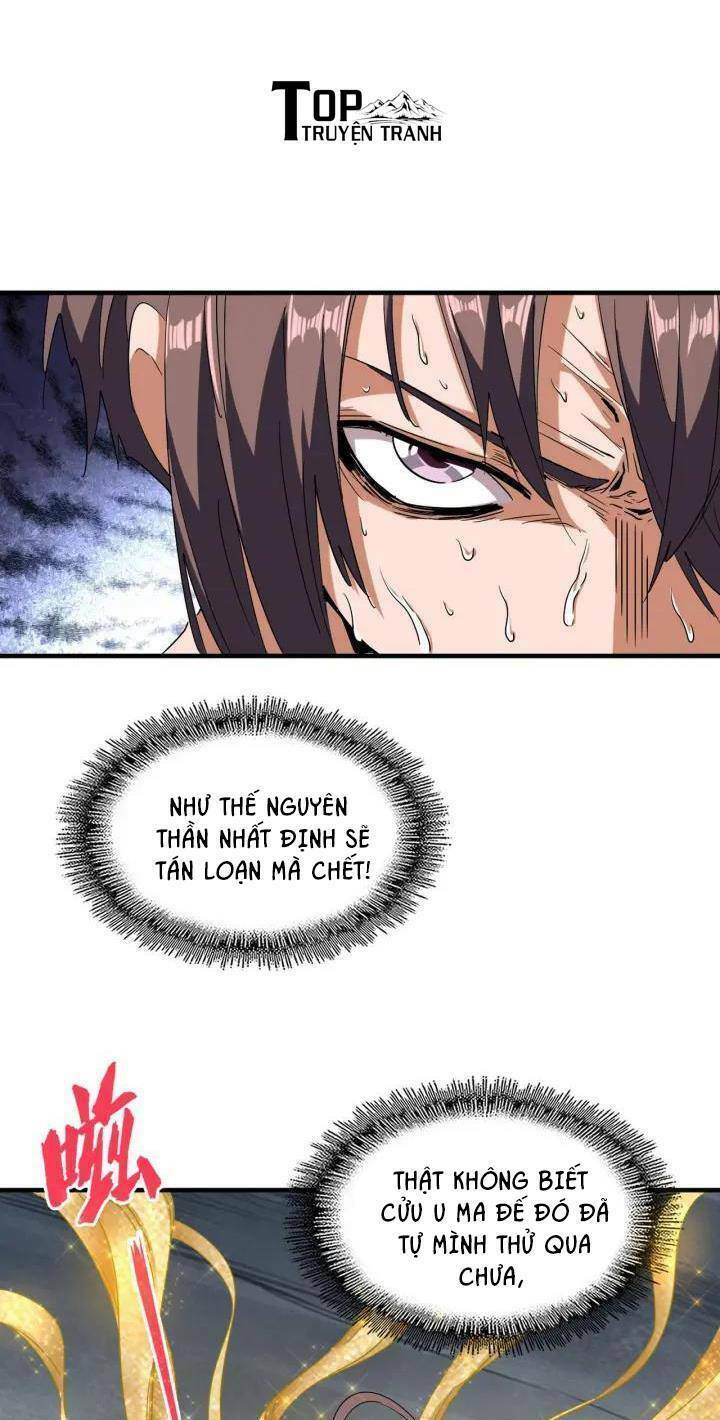 TOP
TRUYỆN TRANH
NHƯ THẾ NGUYÊN
THẦN NHẤT ĐỊNH SẼ
TÁN LOẠN MÀ CHẾT!
THẬT KHÔNG BIẾT
CỬU U MA ĐẾ ĐÓ ĐÃ
TỰ MÌNH THỬ QUA
CHƯA,